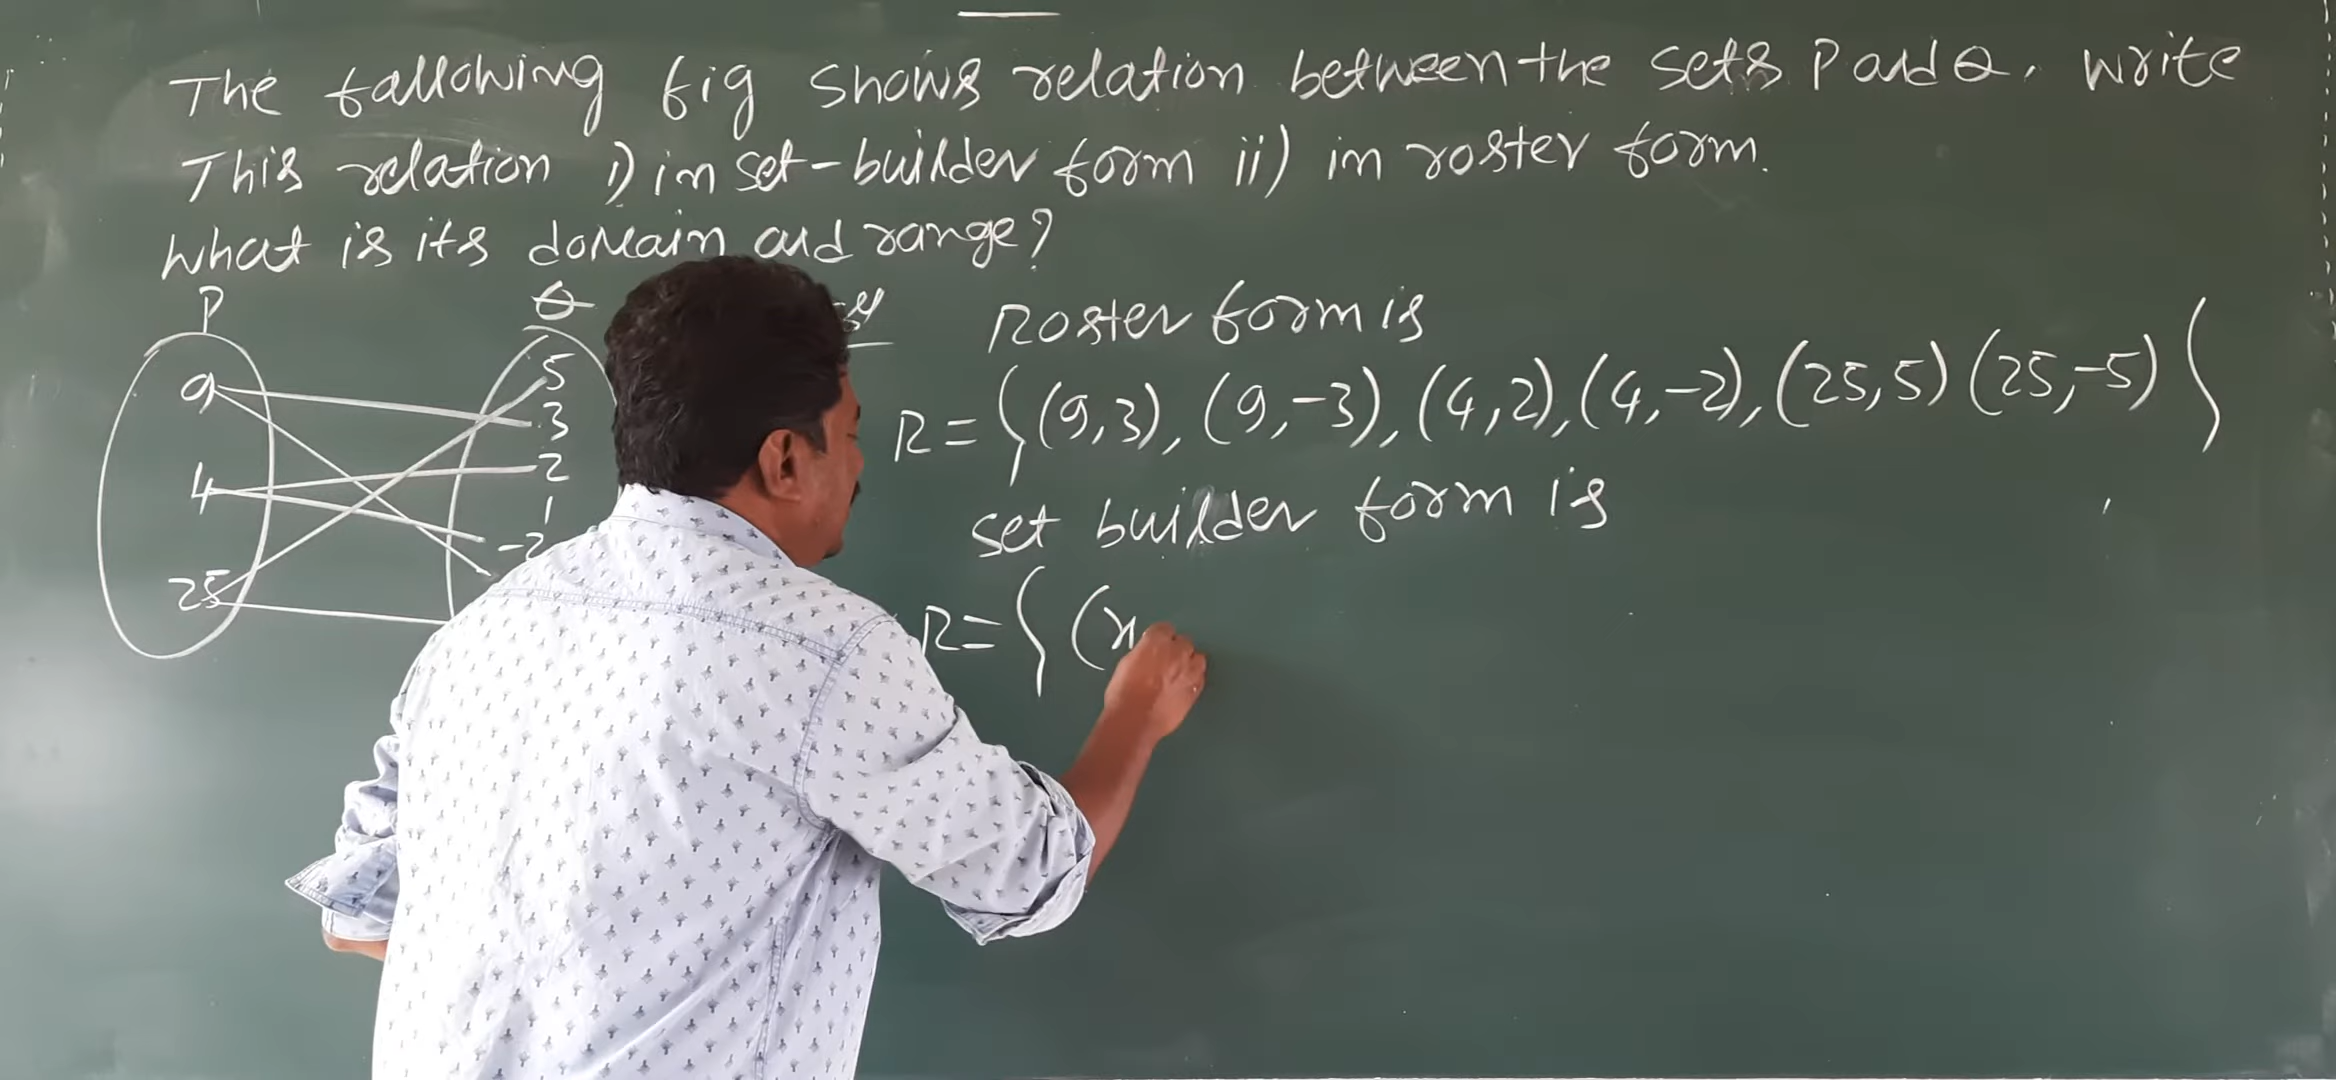 The fallowing fig shows relation between the sets P and Q. write
This relation i) in set-builder form ii) in roster form.
What is its domain and range?
P
Q
9
4
25
5
3
2
1
-2
Roster form is
R = { (9,3), (9,-3), (4,2), (4,-2), (25,5) (25,-5) }
set builder form is
R = { (x